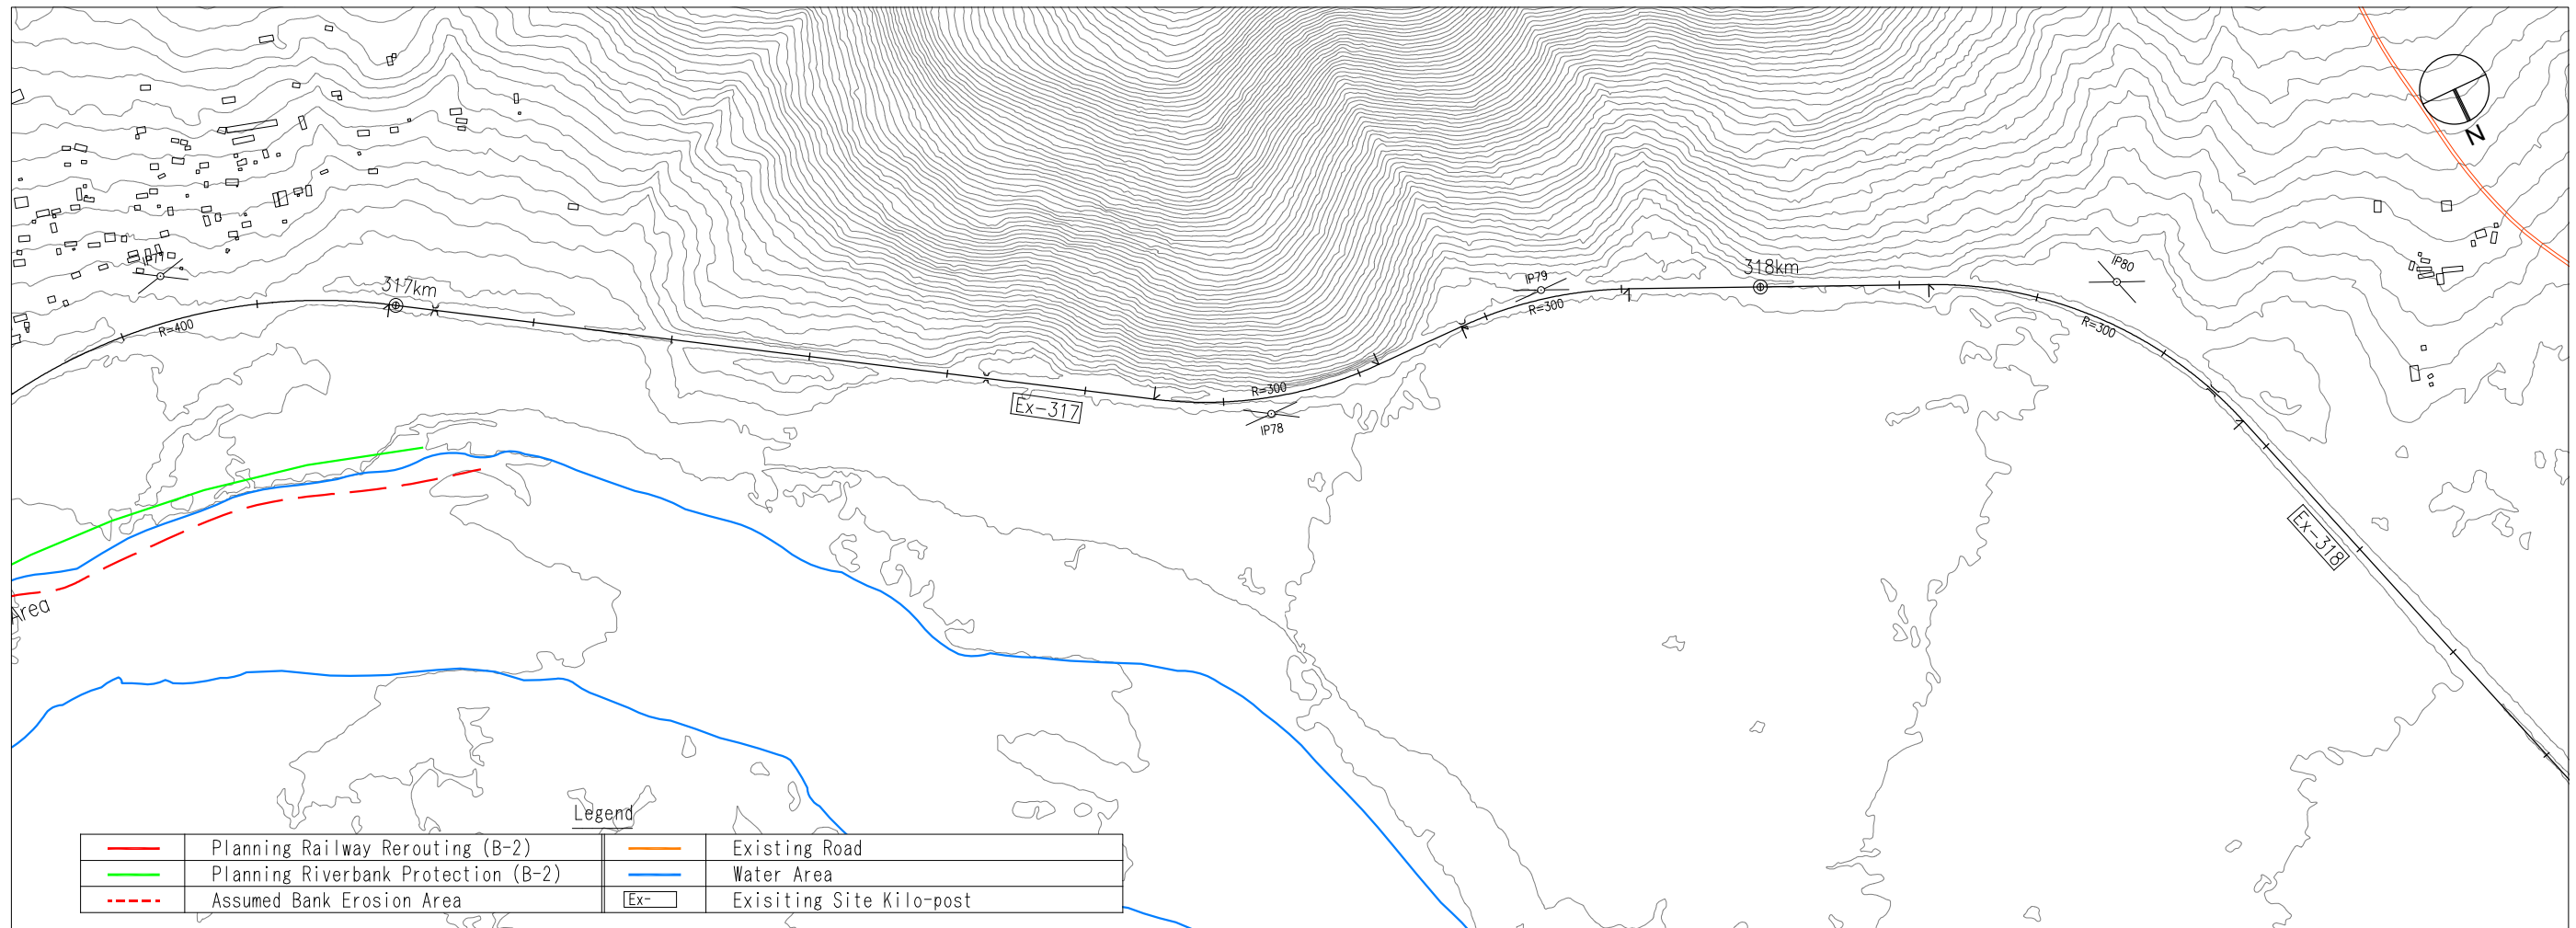 N
IP77
317km
R=400
IP79
318km
IP80
R=300
R=300
R=300
Ex-317
IP78
Ex-318
Area
Legend
Planning Railway Rerouting (B-2)
Existing Road
Planning Riverbank Protection (B-2)
Water Area
Assumed Bank Erosion Area
Ex-
Exisiting Site Kilo-post